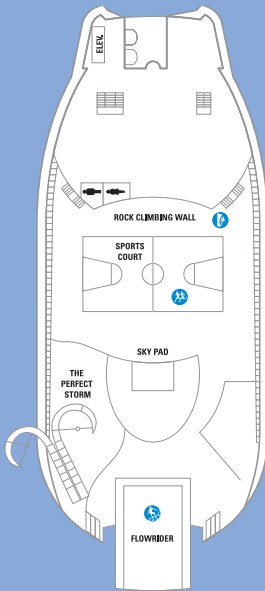 ELEV.
ROCK CLIMBING WALL
SPORTS
COURT
SKY PAD
THE
PERFECT
STORM
FLOWRIDER